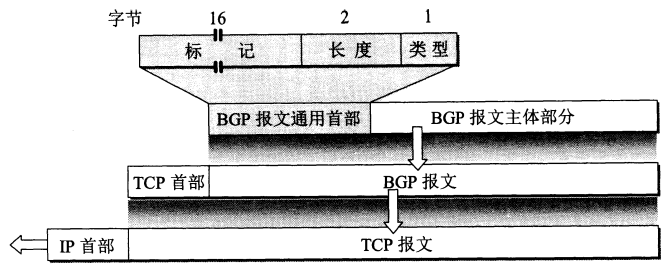 字节 16 2 1
标 记 长 度 类 型
BGP 报文通用首部 BGP 报文主体部分
TCP 首部 BGP 报文
IP 首部 TCP 报文